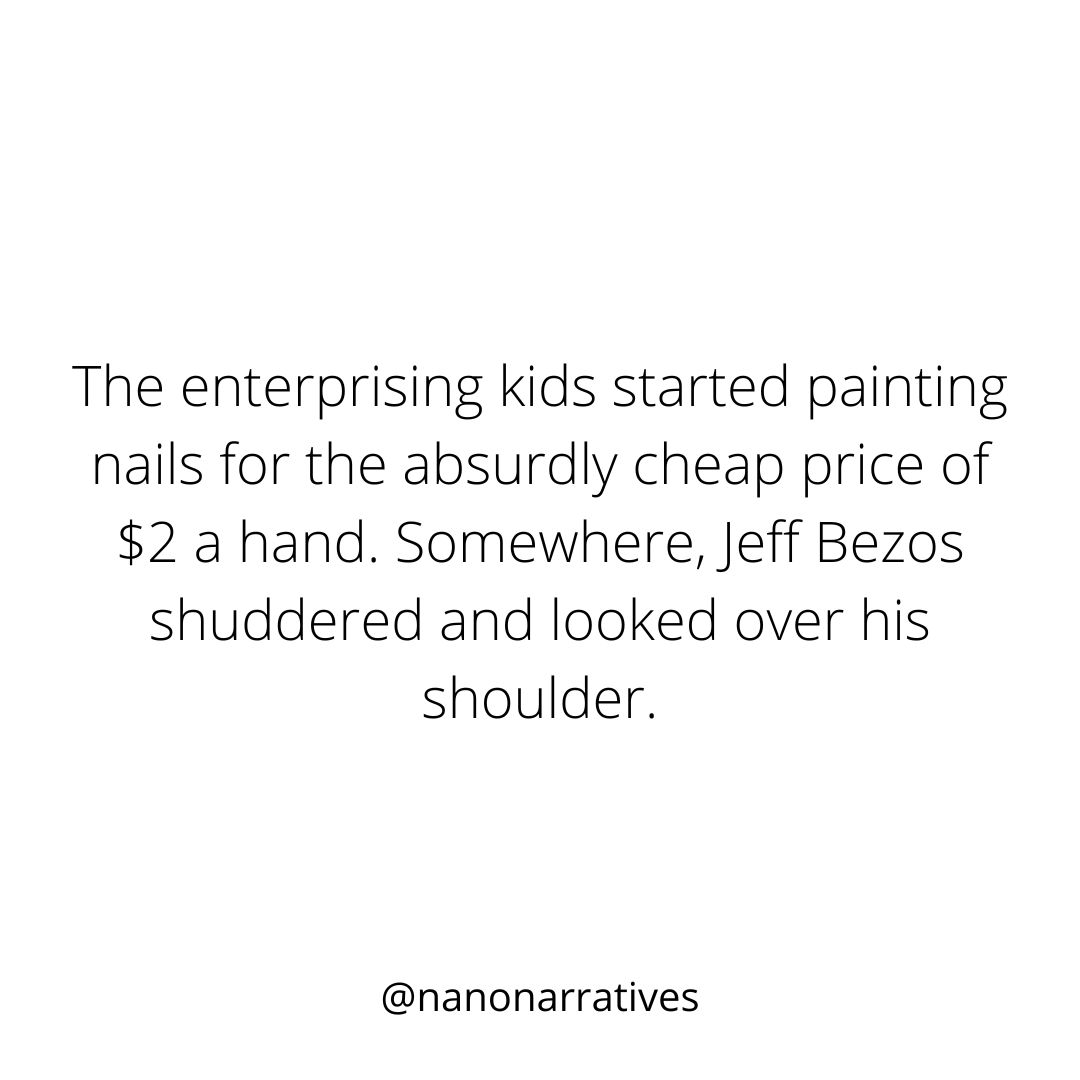 The enterprising kids started painting
nails for the absurdly cheap price of
$2 a hand. Somewhere, Jeff Bezos
shuddered and looked over his
shoulder.
@nanonarratives